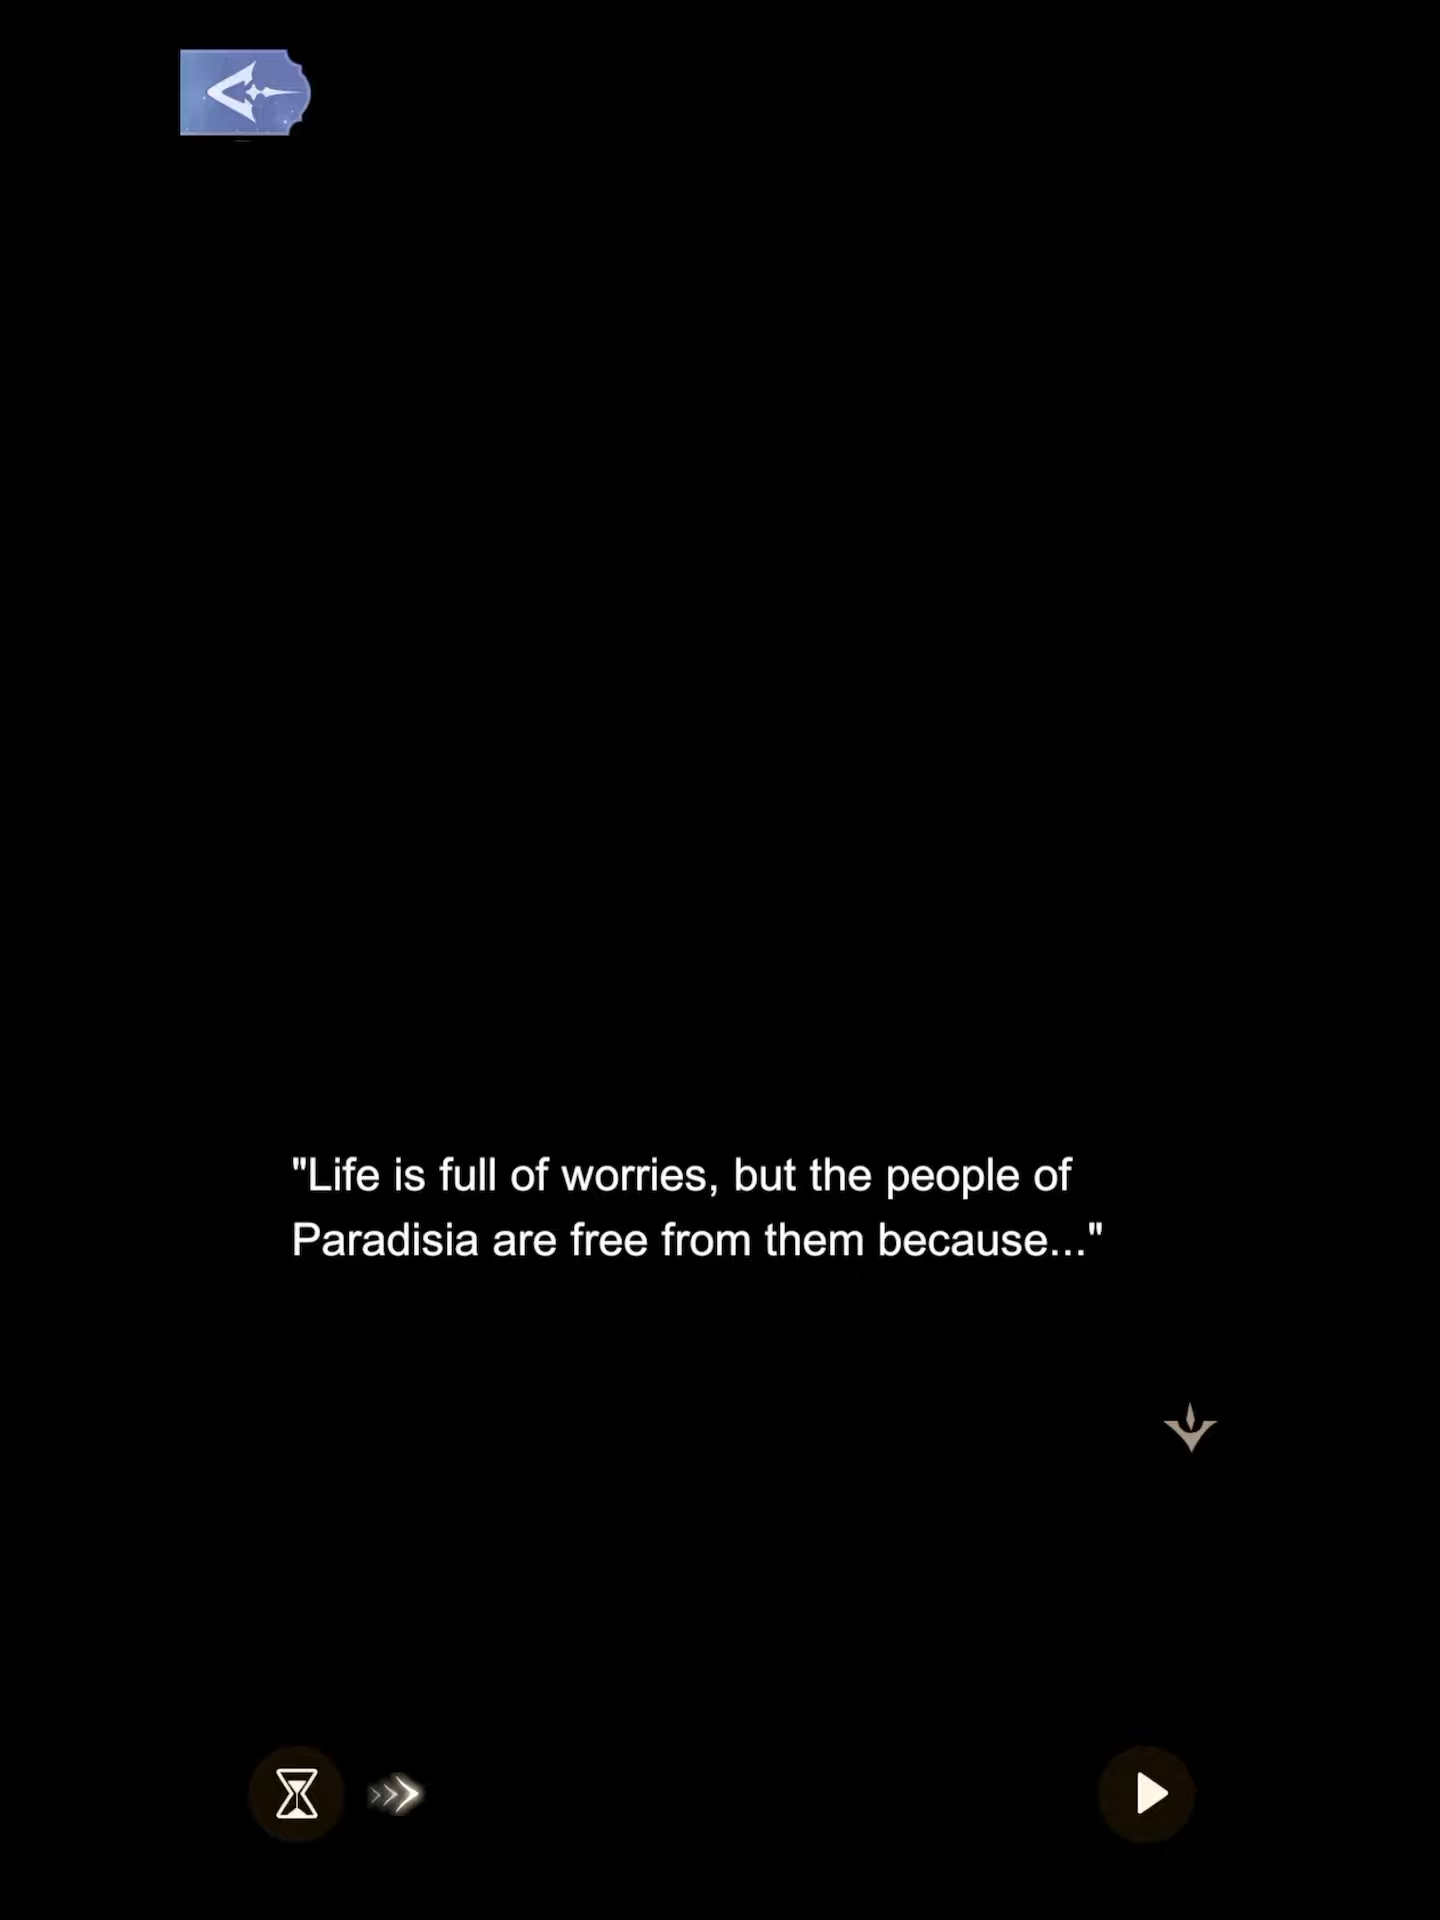 "Life is full of worries, but the people of
Paradisia are free from them because..."